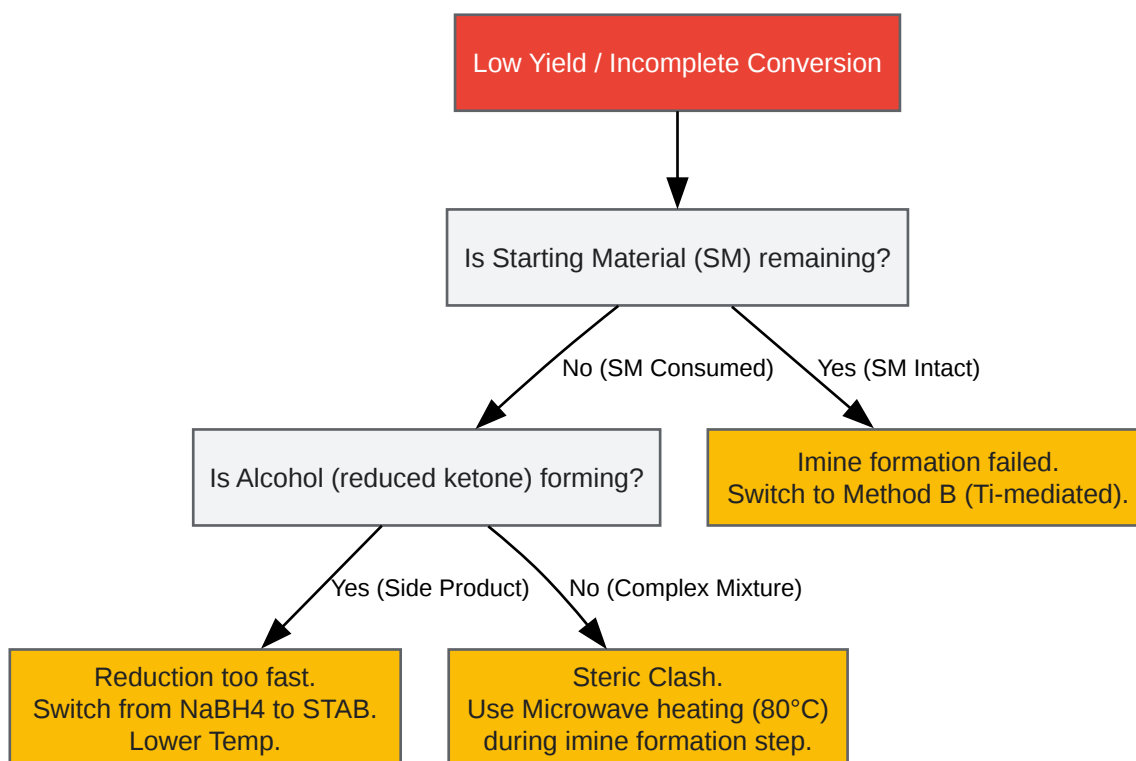 Low Yield / Incomplete Conversion
Is Starting Material (SM) remaining?
No (SM Consumed)
Yes (SM Intact)
Is Alcohol (reduced ketone) forming?
Imine formation failed.
Switch to Method B (Ti-mediated).
Yes (Side Product)
No (Complex Mixture)
Reduction too fast.
Switch from NaBH4 to STAB.
Lower Temp.
Steric Clash.
Use Microwave heating (80°C)
during imine formation step.